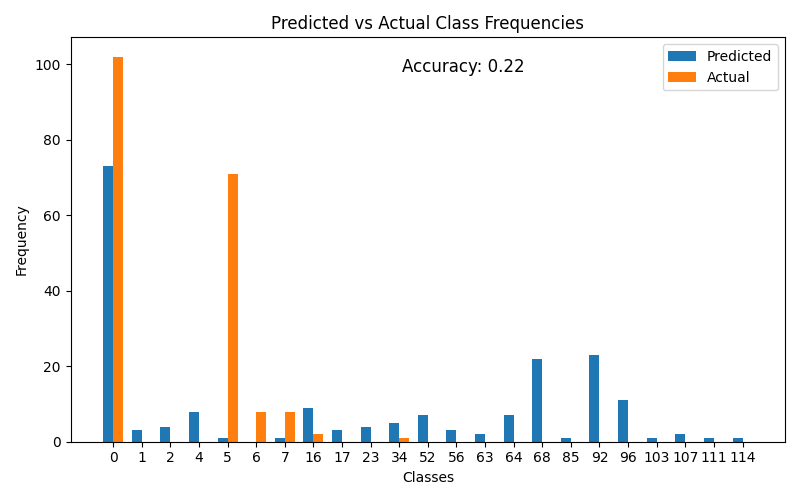 Predicted vs Actual Class Frequencies
Accuracy: 0.22
Predicted
Actual
100
80
60
40
20
0
Frequency
0 1 2 4 5 6 7 16 17 23 34 52 56 63 64 68 85 92 96 103 107 111 114
Classes